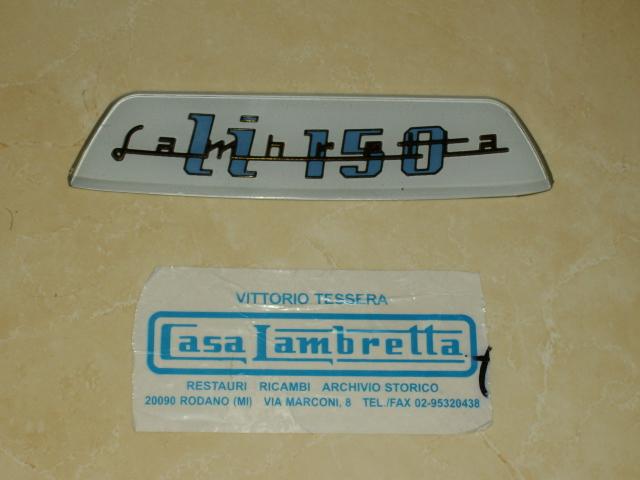 Lambretta
li 150
VITTORIO TESSERA
Casa Lambretta
RESTAURI RICAMBI ARCHIVIO STORICO
20090 RODANO (MI) VIA MARCONI, 8 TEL./FAX 02-95320438